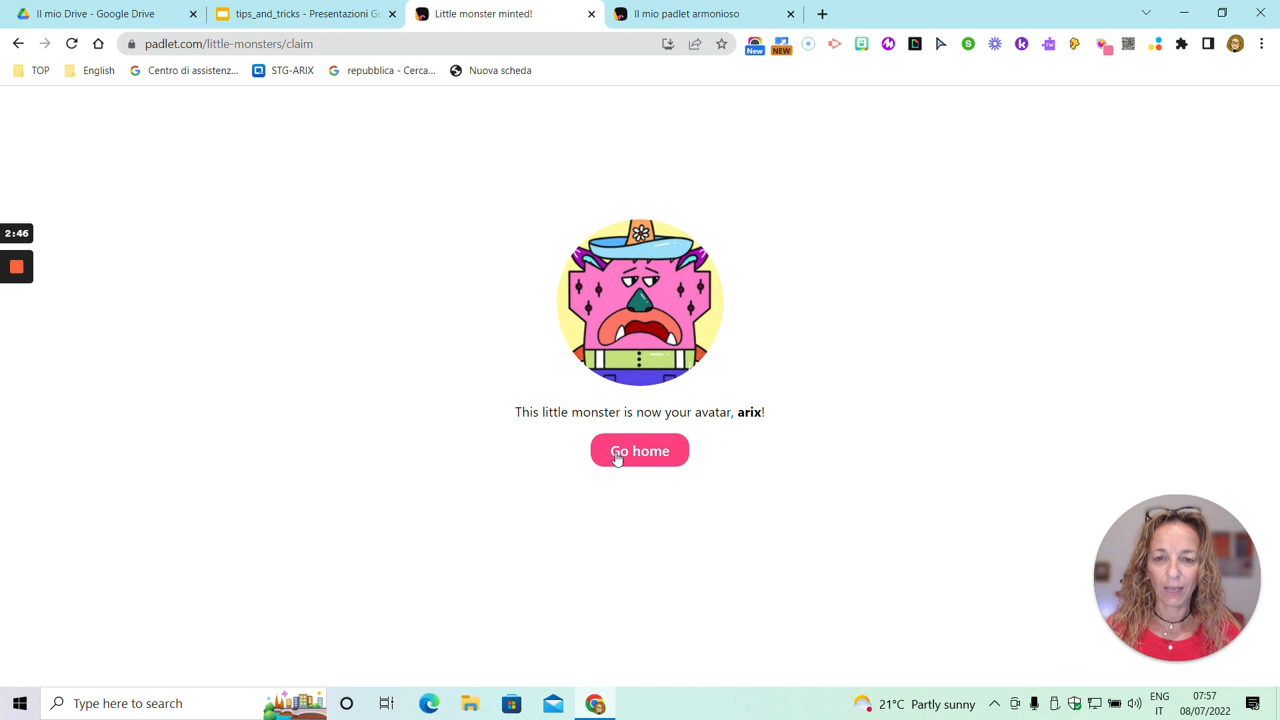 Il mio Drive - Google Drive
tips_and_tricks - Presentazioni Go
Little monster minted!
Il mio padlet armonioso
padlet.com/little-monsters/claim
New
NEW
TOP
English
Centro di assistenz...
STG-ARIX
repubblica - Cerca...
Nuova scheda
2:46
This little monster is now your avatar, arix!
Go home
Type here to search
21°C Partly sunny
ENG
IT
07:57
08/07/2022